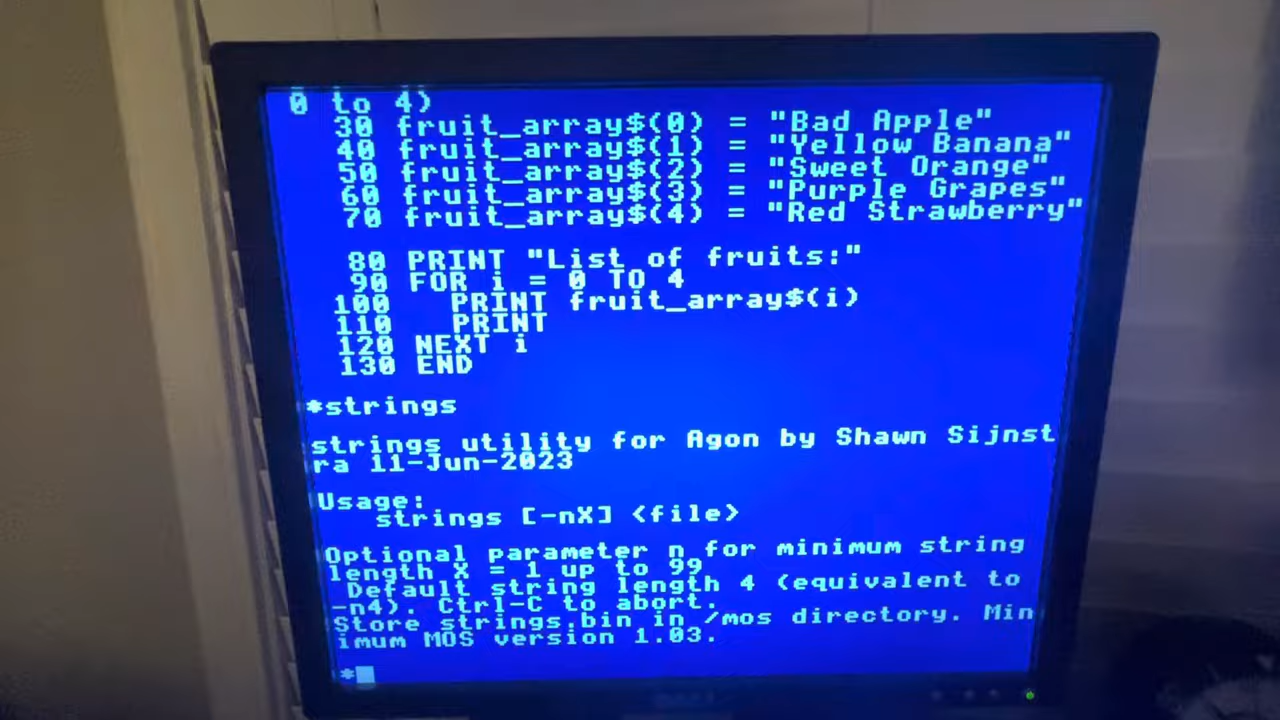 0 to 4)
30 fruit_array$(0) = "Bad Apple"
40 fruit_array$(1) = "Yellow Banana"
50 fruit_array$(2) = "Sweet Orange"
60 fruit_array$(3) = "Purple Grapes"
70 fruit_array$(4) = "Red Strawberry"
80 PRINT "List of fruits:"
90 FOR i = 0 TO 4
100 PRINT fruit_array$(i)
110 PRINT
120 NEXT i
130 END
*strings
strings utility for Agon by Shawn Sijnst
ra 11-Jun-2023
Usage:
strings [-nX] <file>
Optional parameter n for minimum string
length X = 1 up to 99
Default string length 4 (equivalent to
-n4). Ctrl-C to abort.
Store strings.bin in /mos directory. Min
imum MOS version 1.03.
*